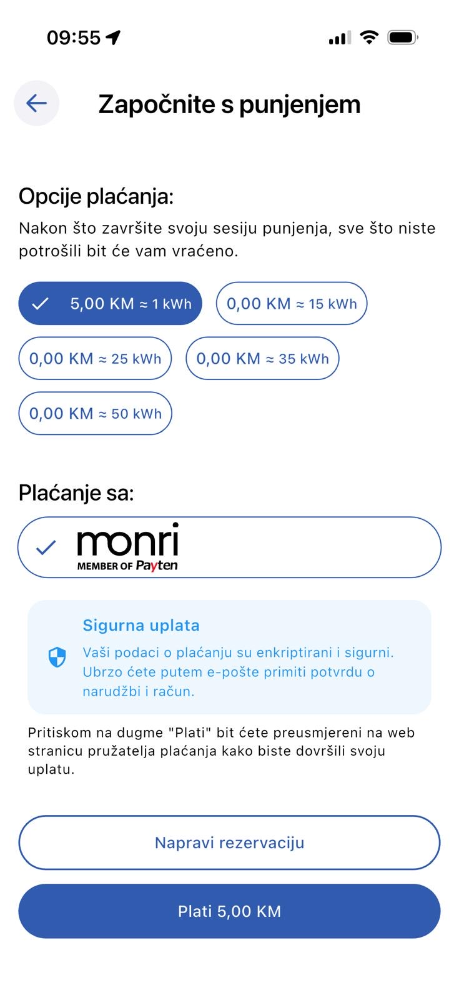 09:55
Započnite s punjenjem
Opcije plaćanja:
Nakon što završite svoju sesiju punjenja, sve što niste
potrošili bit će vam vraćeno.
5,00 KM ≈ 1 kWh
0,00 KM ≈ 15 kWh
0,00 KM ≈ 25 kWh
0,00 KM ≈ 35 kWh
0,00 KM ≈ 50 kWh
Plaćanje sa:
monri
MEMBER OF Payten
Sigurna uplata
Vaši podaci o plaćanju su enkriptirani i sigurni.
Ubrzo ćete putem e-pošte primiti potvrdu o
narudžbi i račun.
Pritiskom na dugme "Plati" bit ćete preusmjereni na web
stranicu pružatelja plaćanja kako biste dovršili svoju
uplatu.
Napravi rezervaciju
Plati 5,00 KM